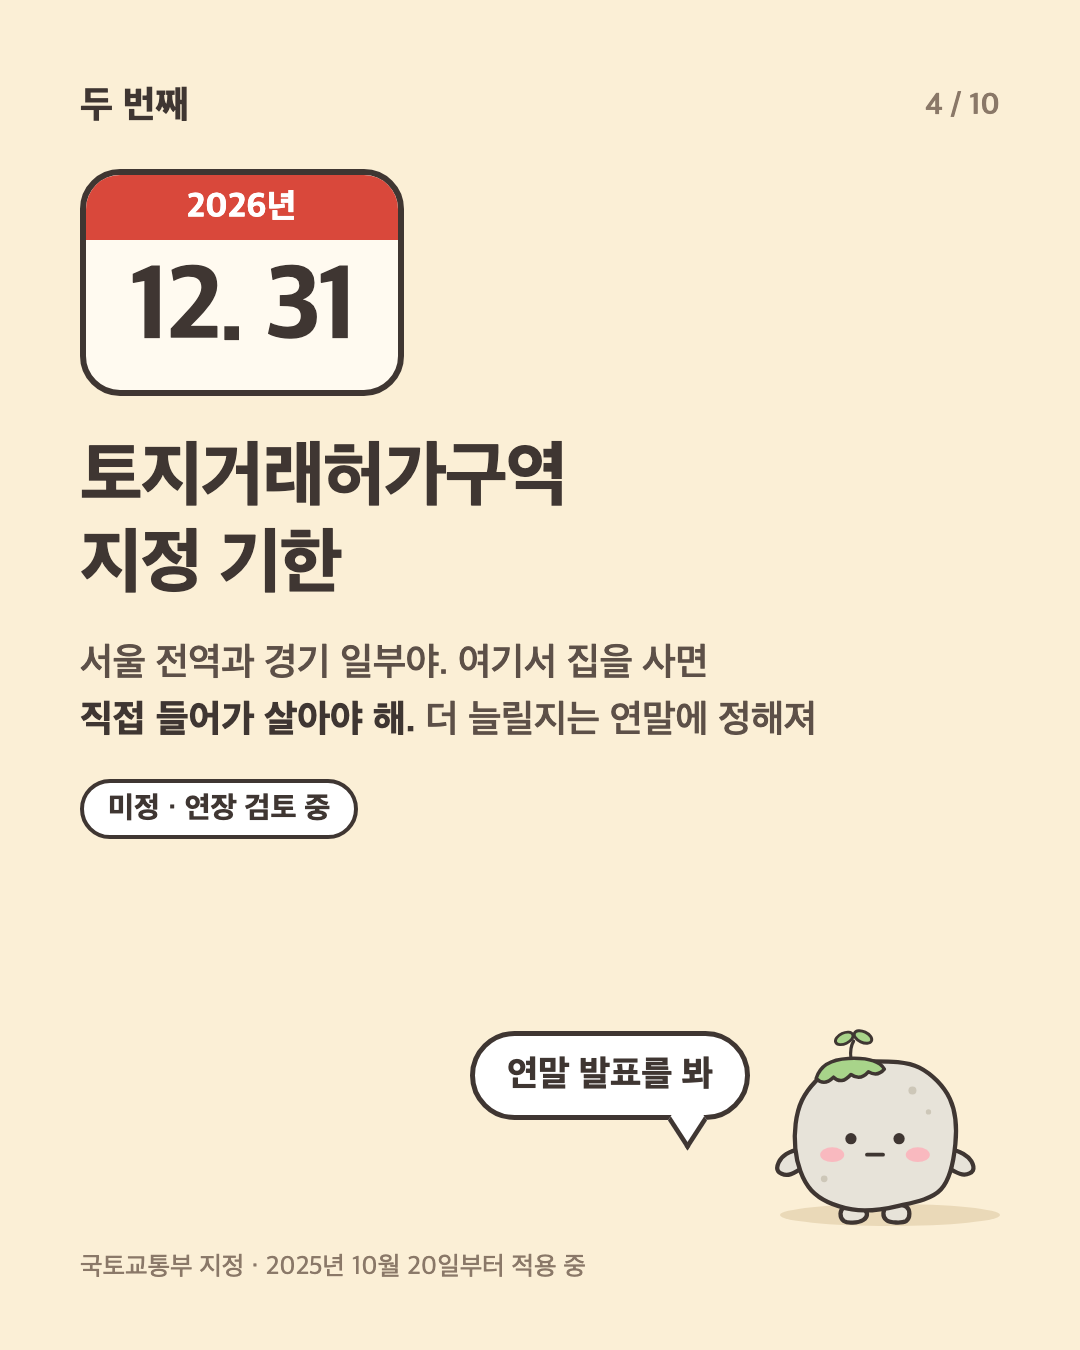 두 번째
4 / 10
2026년
12. 31
토지거래허가구역
지정 기한
서울 전역과 경기 일부야. 여기서 집을 사면
직접 들어가 살아야 해. 더 늘릴지는 연말에 정해져
미정 · 연장 검토 중
연말 발표를 봐
국토교통부 지정 · 2025년 10월 20일부터 적용 중